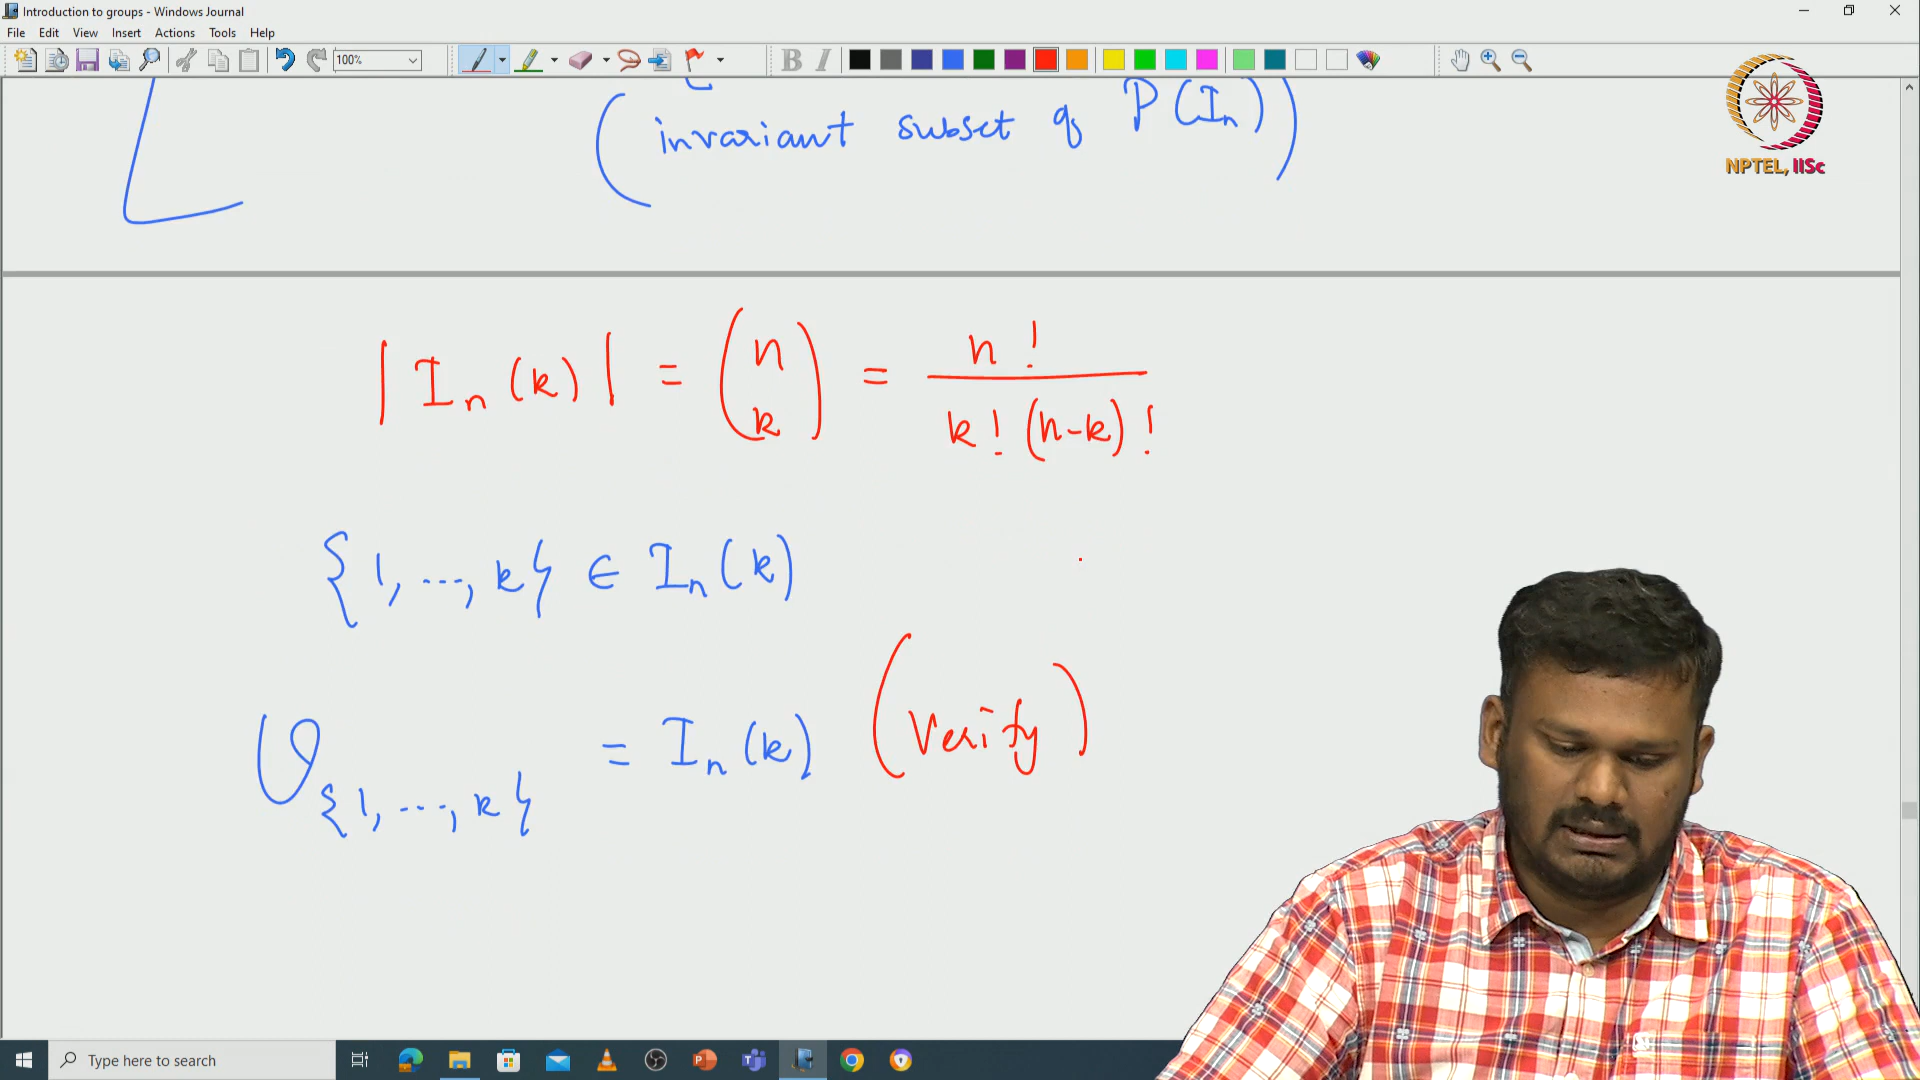 Introduction to groups - Windows Journal
File Edit View Insert Actions Tools Help
100%
B I
NPTEL, IISc
(invariant subset of P(Iₙ))
|Iₙ(k)| = (n k) = n! / k!(n-k)!
{1, ..., k} ∈ Iₙ(k)
O_{1, ..., k} = Iₙ(k) (Verify)
Type here to search